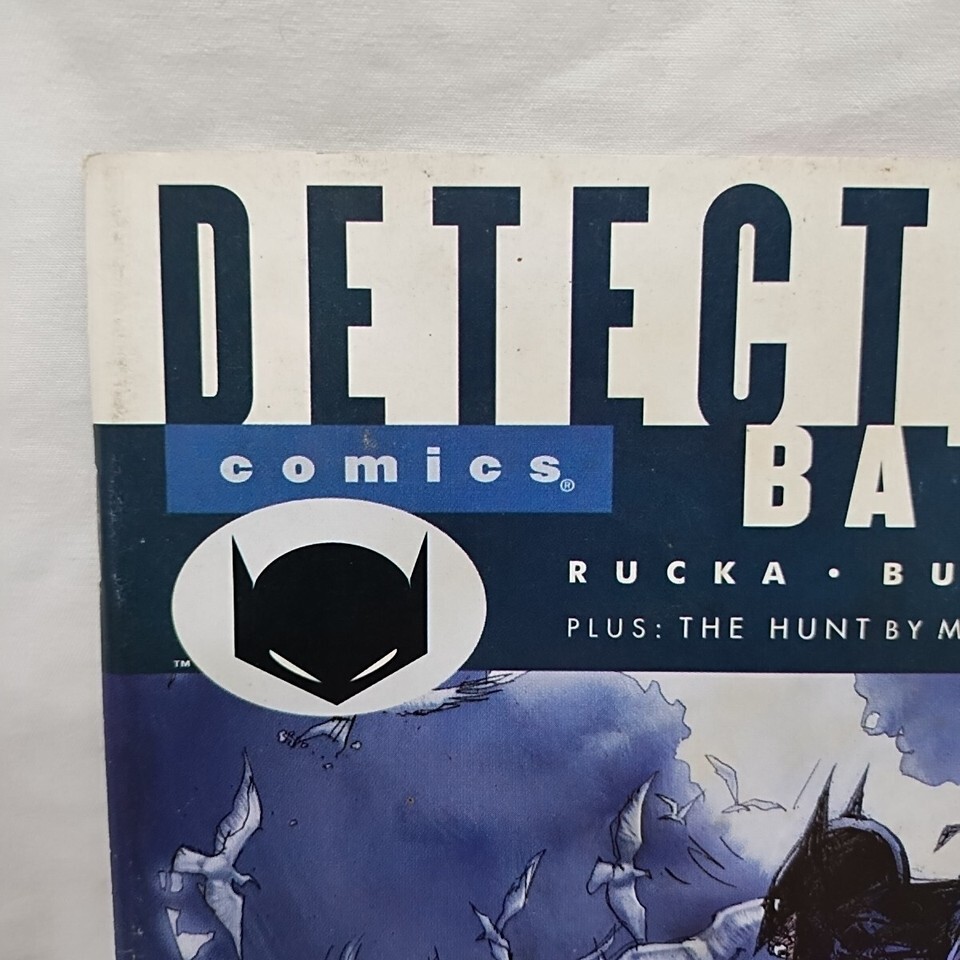 DETECT
comics®
BA
RUCKA • BU
PLUS: THE HUNT BY M
TM